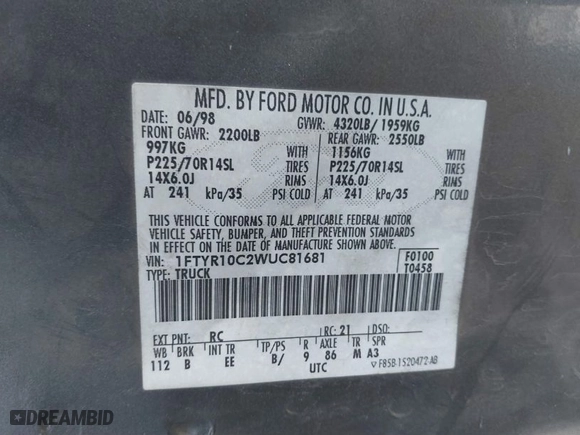 MFD. BY FORD MOTOR CO. IN U.S.A.
DATE: 06/98 GVWR: 4320LB/ 1959KG
FRONT GAWR: 2200LB REAR GAWR: 2550LB
997KG WITH 1156KG WITH
P225/70R14SL TIRES P225/70R14SL TIRES
14X6.0J RIMS 14X6.0J RIMS
AT 241 kPa/35 PSI COLD AT 241 kPa/35 PSI COLD
THIS VEHICLE CONFORMS TO ALL APPLICABLE FEDERAL MOTOR
VEHICLE SAFETY, BUMPER, AND THEFT PREVENTION STANDARDS
IN EFFECT ON THE DATE OF MANUFACTURE SHOWN ABOVE.
VIN: 1FTYR10C2WUC81681 F0100
TYPE: TRUCK T0458
EXT PNT: RC RC: 21 DSO:
WB BRK INT TR TP/PS R AXLE TR SPR
112 B EE B/ 9 86 M A3
UTC ▽ F85B-1520472-AB
DREAMBID